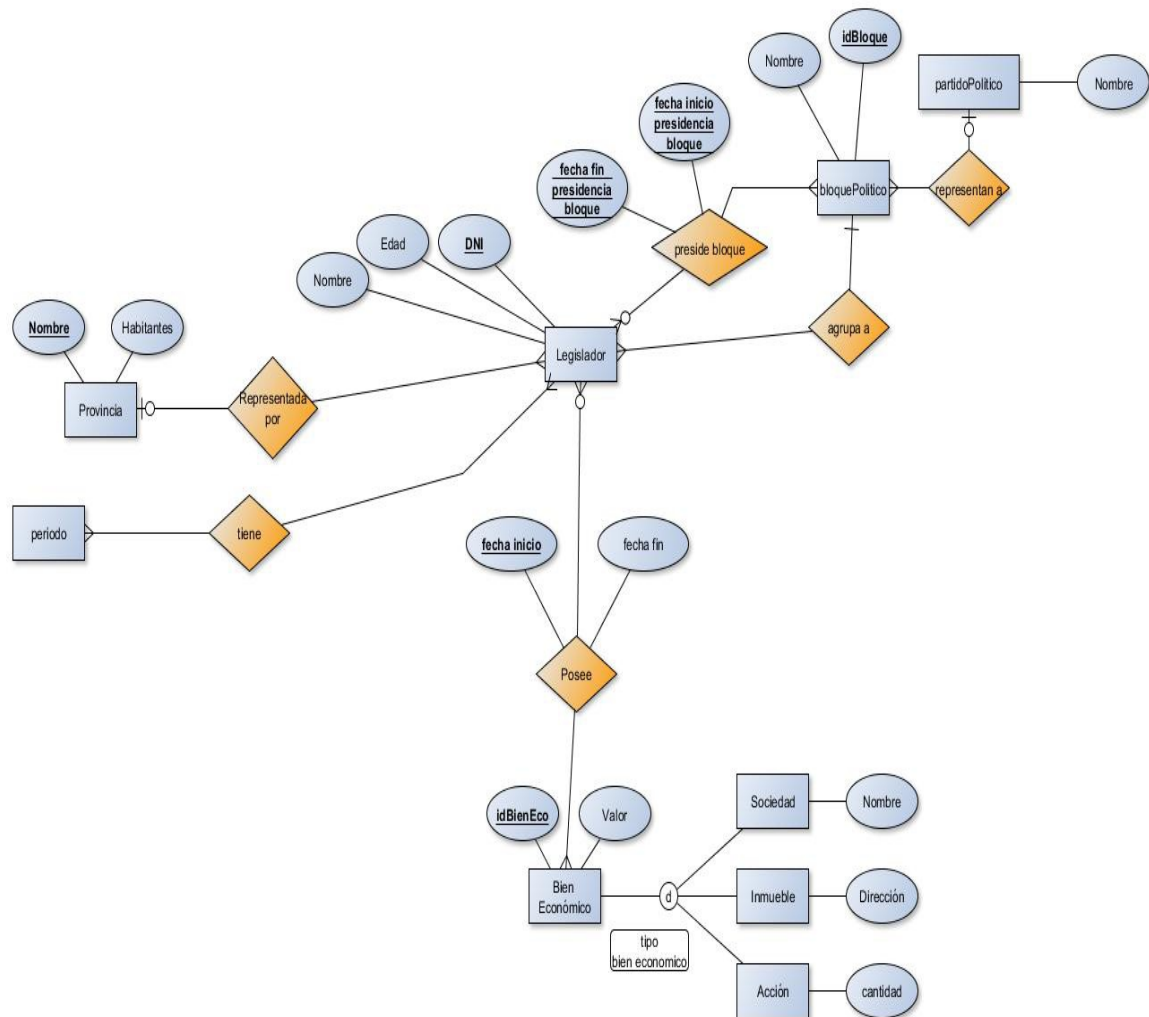 idBloque
Nombre
partidoPolitico
Nombre
fecha inicio
presidencia
bloque
fecha fin
presidencia
bloque
bloquePolitico
representan a
DNI
Edad
preside bloque
Nombre
Nombre
Habitantes
agrupa a
Legislador
Provincia
Representada
por
periodo
tiene
fecha inicio
fecha fin
Posee
idBienEco
Valor
Sociedad
Nombre
Bien
Económico
d
Inmueble
Dirección
tipo
bien economico
Acción
cantidad